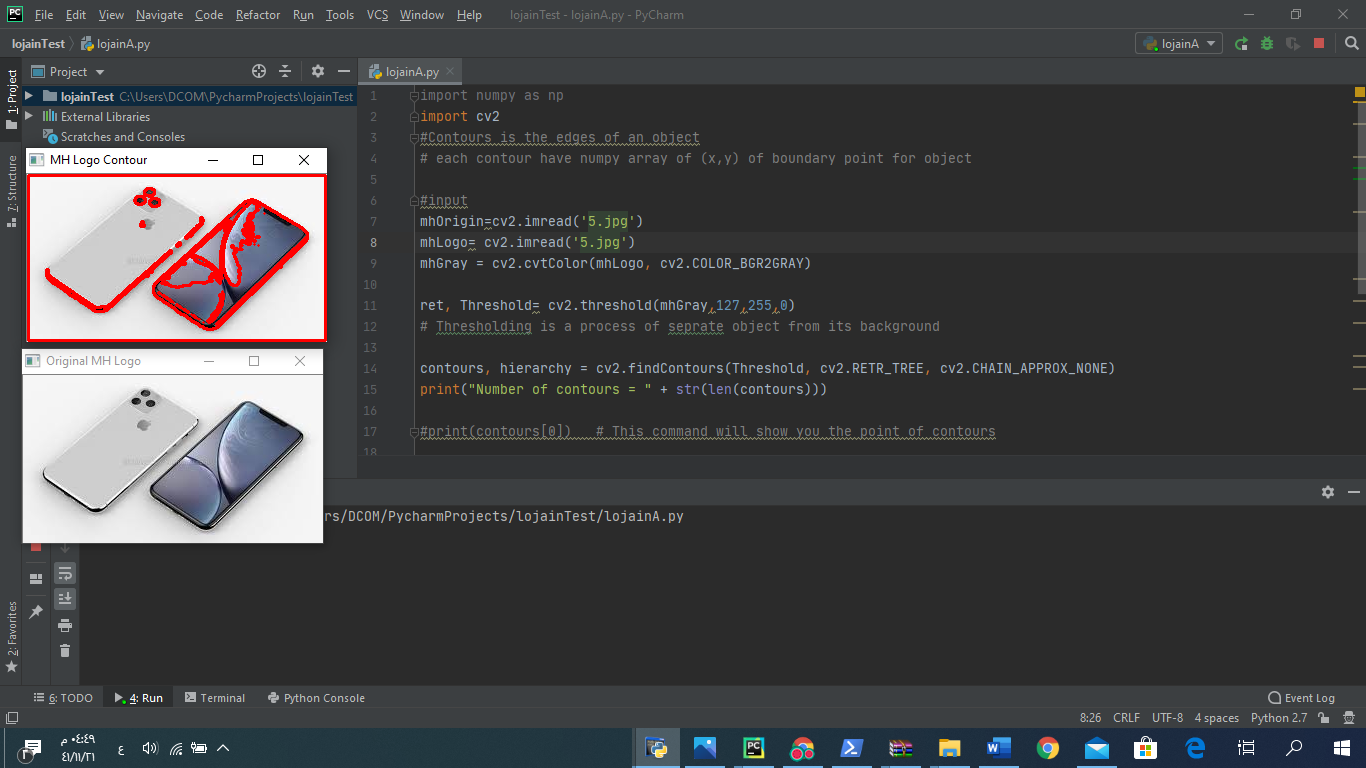 PC File Edit View Navigate Code Refactor Run Tools VCS Window Help lojainTest - lojainA.py - PyCharm
lojainTest lojainA.py lojainA
1: Project
7: Structure
2: Favorites
Project
lojainTest C:\Users\DCOM\PycharmProjects\lojainTest
External Libraries
Scratches and Consoles
MH Logo Contour
Original MH Logo
lojainA.py
1 import numpy as np
2 import cv2
3 #Contours is the edges of an object
4 # each contour have numpy array of (x,y) of boundary point for object
5
6 #input
7 mhOrigin=cv2.imread('5.jpg')
8 mhLogo= cv2.imread('5.jpg')
9 mhGray = cv2.cvtColor(mhLogo, cv2.COLOR_BGR2GRAY)
10
11 ret, Threshold= cv2.threshold(mhGray,127,255,0)
12 # Thresholding is a process of seprate object from its background
13
14 contours, hierarchy = cv2.findContours(Threshold, cv2.RETR_TREE, cv2.CHAIN_APPROX_NONE)
15 print("Number of contours = " + str(len(contours)))
16
17 #print(contours[0]) # This command will show you the point of contours
18
rs/DCOM/PycharmProjects/lojainTest/lojainA.py
6: TODO 4: Run Terminal Python Console Event Log
8:26 CRLF UTF-8 4 spaces Python 2.7
٠٤:٤٩ م
٤١/١١/٢٦
ع
PC